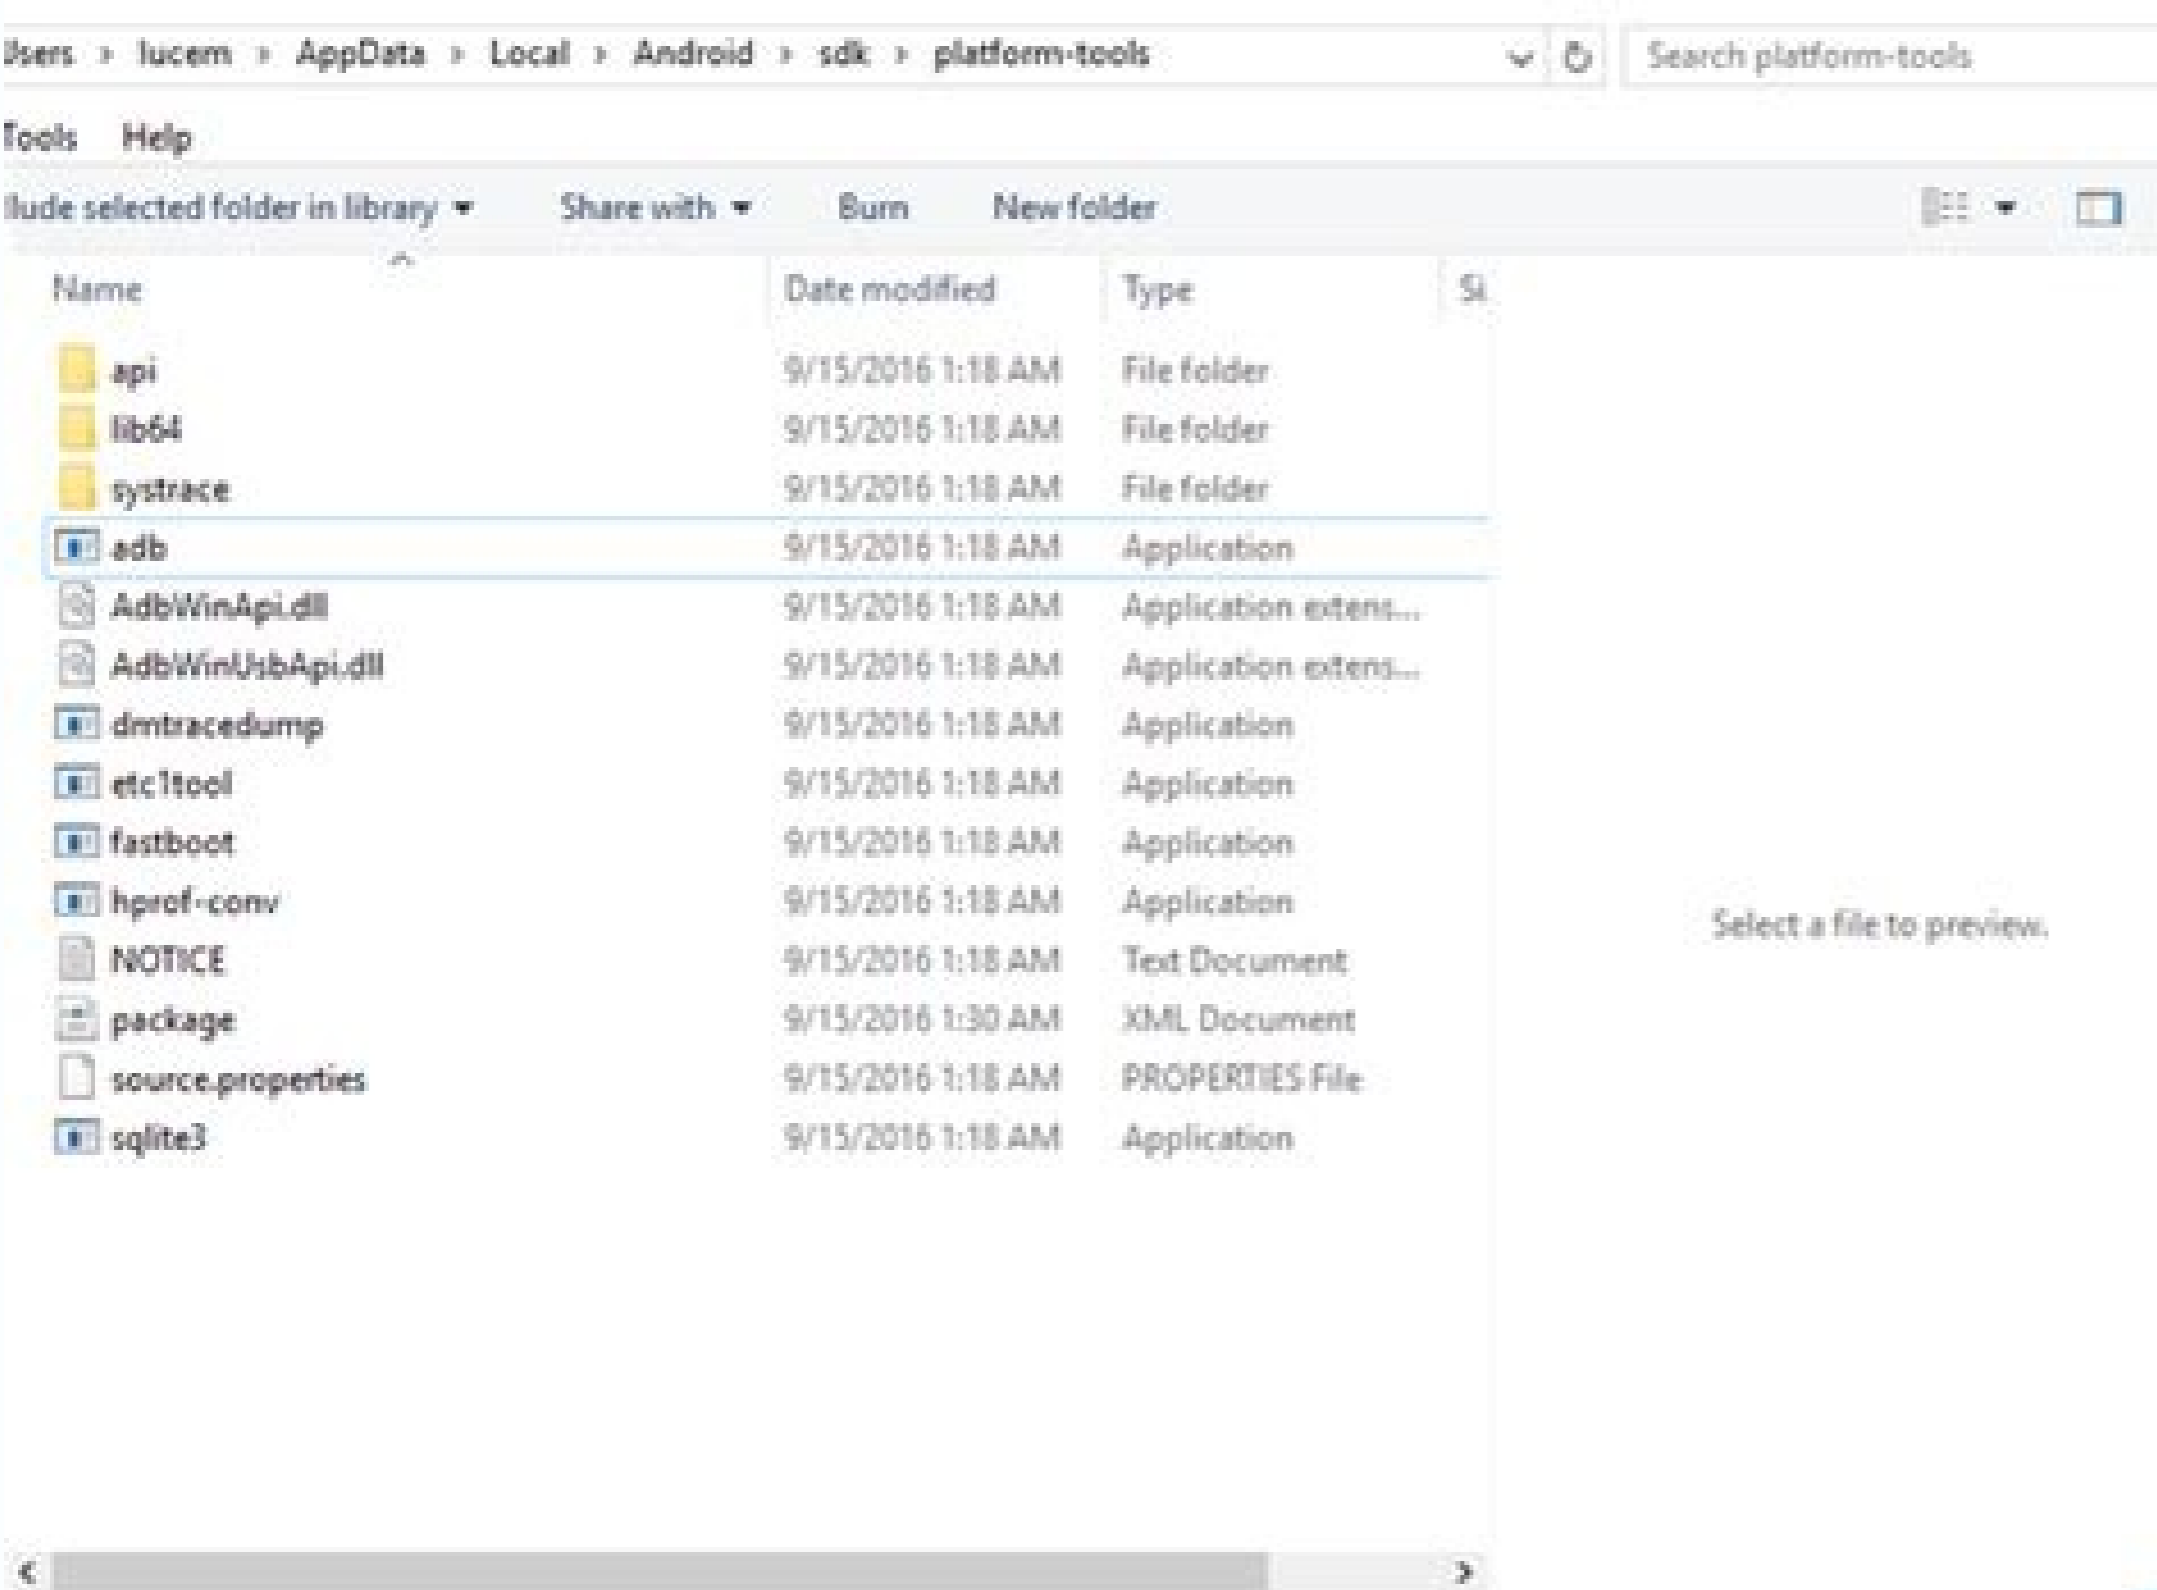 Users > lucem > AppData > Local > Android > sdk > platform-tools
Search platform-tools
Tools Help
lude selected folder in library Share with Burn New folder
Name Date modified Type Si
api 9/15/2016 1:18 AM File folder
lib64 9/15/2016 1:18 AM File folder
systrace 9/15/2016 1:18 AM File folder
adb 9/15/2016 1:18 AM Application
AdbWinApi.dll 9/15/2016 1:18 AM Application extens...
AdbWinUsbApi.dll 9/15/2016 1:18 AM Application extens...
dmtracedump 9/15/2016 1:18 AM Application
etc1tool 9/15/2016 1:18 AM Application
fastboot 9/15/2016 1:18 AM Application
hprof-conv 9/15/2016 1:18 AM Application
NOTICE 9/15/2016 1:18 AM Text Document
package 9/15/2016 1:30 AM XML Document
source.properties 9/15/2016 1:18 AM PROPERTIES File
sqlite3 9/15/2016 1:18 AM Application
Select a file to preview.